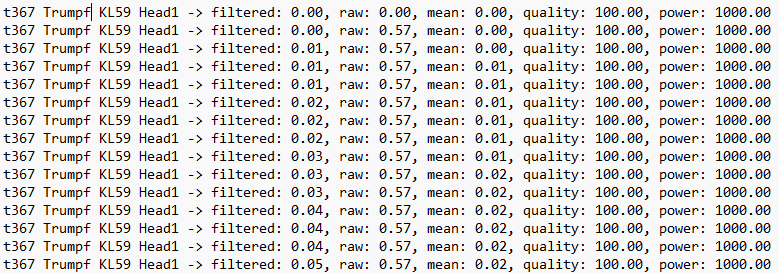 t367 Trumpf KL59 Head1 -> filtered: 0.00, raw: 0.00, mean: 0.00, quality: 100.00, power: 1000.00
t367 Trumpf KL59 Head1 -> filtered: 0.00, raw: 0.57, mean: 0.00, quality: 100.00, power: 1000.00
t367 Trumpf KL59 Head1 -> filtered: 0.01, raw: 0.57, mean: 0.00, quality: 100.00, power: 1000.00
t367 Trumpf KL59 Head1 -> filtered: 0.01, raw: 0.57, mean: 0.01, quality: 100.00, power: 1000.00
t367 Trumpf KL59 Head1 -> filtered: 0.01, raw: 0.57, mean: 0.01, quality: 100.00, power: 1000.00
t367 Trumpf KL59 Head1 -> filtered: 0.02, raw: 0.57, mean: 0.01, quality: 100.00, power: 1000.00
t367 Trumpf KL59 Head1 -> filtered: 0.02, raw: 0.57, mean: 0.01, quality: 100.00, power: 1000.00
t367 Trumpf KL59 Head1 -> filtered: 0.02, raw: 0.57, mean: 0.01, quality: 100.00, power: 1000.00
t367 Trumpf KL59 Head1 -> filtered: 0.03, raw: 0.57, mean: 0.01, quality: 100.00, power: 1000.00
t367 Trumpf KL59 Head1 -> filtered: 0.03, raw: 0.57, mean: 0.02, quality: 100.00, power: 1000.00
t367 Trumpf KL59 Head1 -> filtered: 0.03, raw: 0.57, mean: 0.02, quality: 100.00, power: 1000.00
t367 Trumpf KL59 Head1 -> filtered: 0.04, raw: 0.57, mean: 0.02, quality: 100.00, power: 1000.00
t367 Trumpf KL59 Head1 -> filtered: 0.04, raw: 0.57, mean: 0.02, quality: 100.00, power: 1000.00
t367 Trumpf KL59 Head1 -> filtered: 0.04, raw: 0.57, mean: 0.02, quality: 100.00, power: 1000.00
t367 Trumpf KL59 Head1 -> filtered: 0.05, raw: 0.57, mean: 0.02, quality: 100.00, power: 1000.00